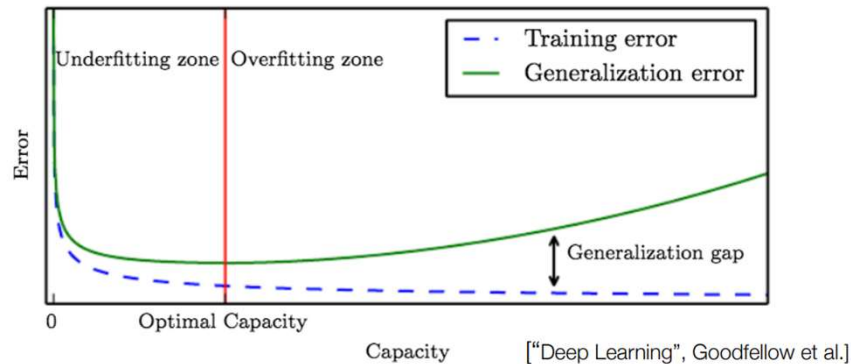 Training error
Generalization error
Underfitting zone Overfitting zone
Error
Generalization gap
0 Optimal Capacity
Capacity
["Deep Learning", Goodfellow et al.]